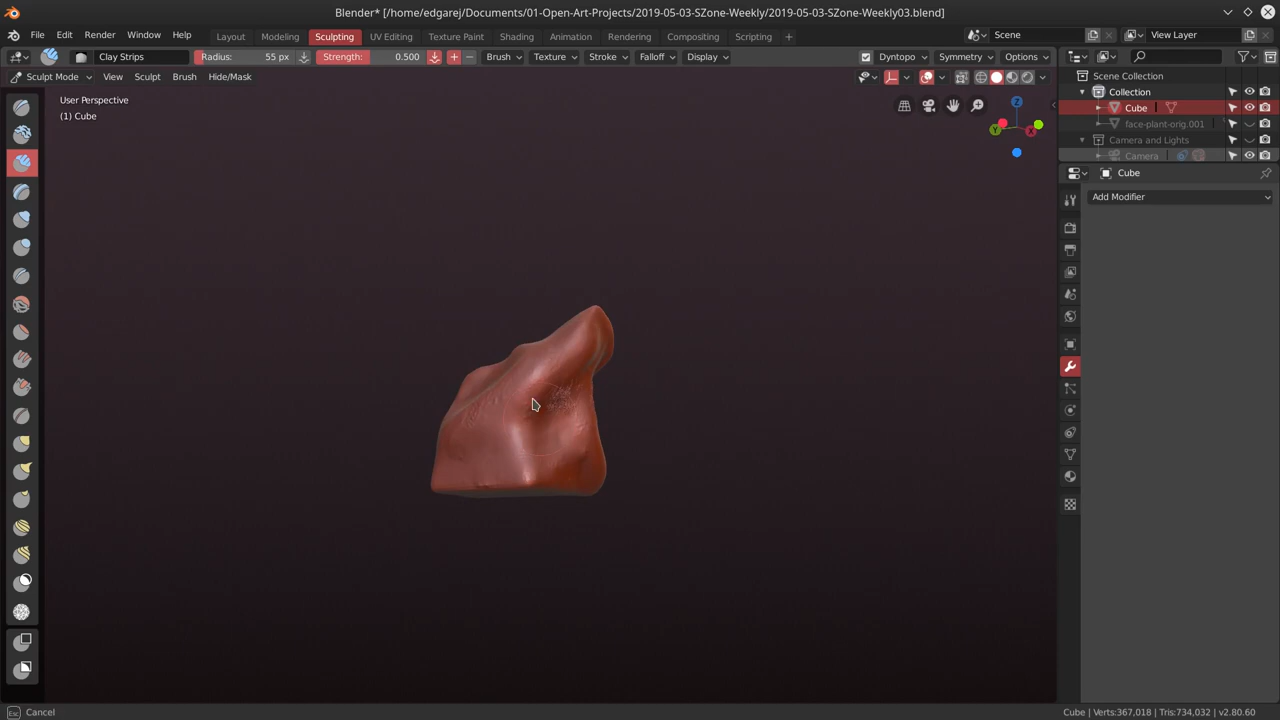 Blender* [/home/edgarej/Documents/01-Open-Art-Projects/2019-05-03-SZone-Weekly/2019-05-03-SZone-Weekly03.blend]
File Edit Render Window Help Layout Modeling Sculpting UV Editing Texture Paint Shading Animation Rendering Compositing Scripting + Scene View Layer
Clay Strips Radius: 55 px Strength: 0.500 Brush Texture Stroke Falloff Display Dyntopo Symmetry Options
Sculpt Mode View Sculpt Brush Hide/Mask
Scene Collection
Collection
Cube
face-plant-orig.001
Camera and Lights
Camera
User Perspective
(1) Cube
Z
Y
X
Cube
Add Modifier
Esc Cancel
Cube | Verts:367,018 | Tris:734,032 | v2.80.60